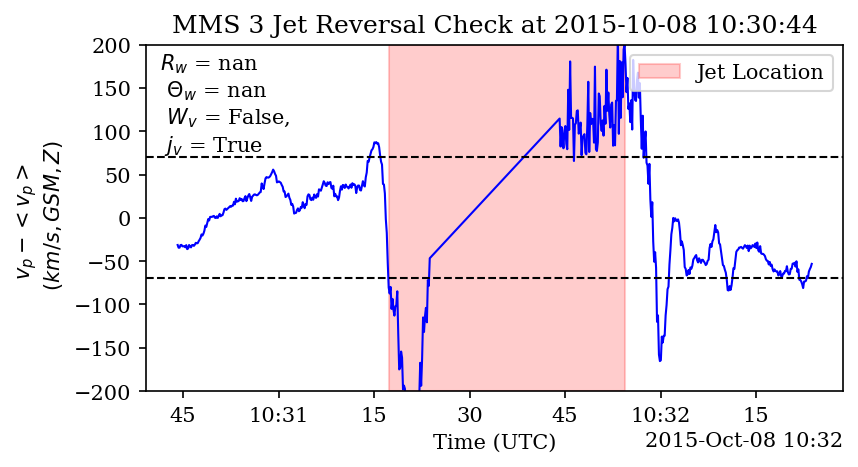 MMS 3 Jet Reversal Check at 2015-10-08 10:30:44
R_w = nan
Θ_w = nan
W_v = False,
j_v = True
Jet Location
200
150
100
50
0
−50
−100
−150
−200
v_p − < v_p >
(km/s, GSM, Z)
45 10:31 15 30 45 10:32 15
Time (UTC)
2015-Oct-08 10:32